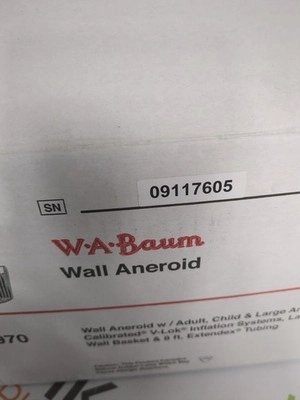 SN
09117605
W.A.Baum
Wall Aneroid
Wall Aneroid w / Adult, Child & Large
Calibrated® V-Lok® Inflation Systems,
970
Wall Basket & 8 ft. Extendex® Tubing